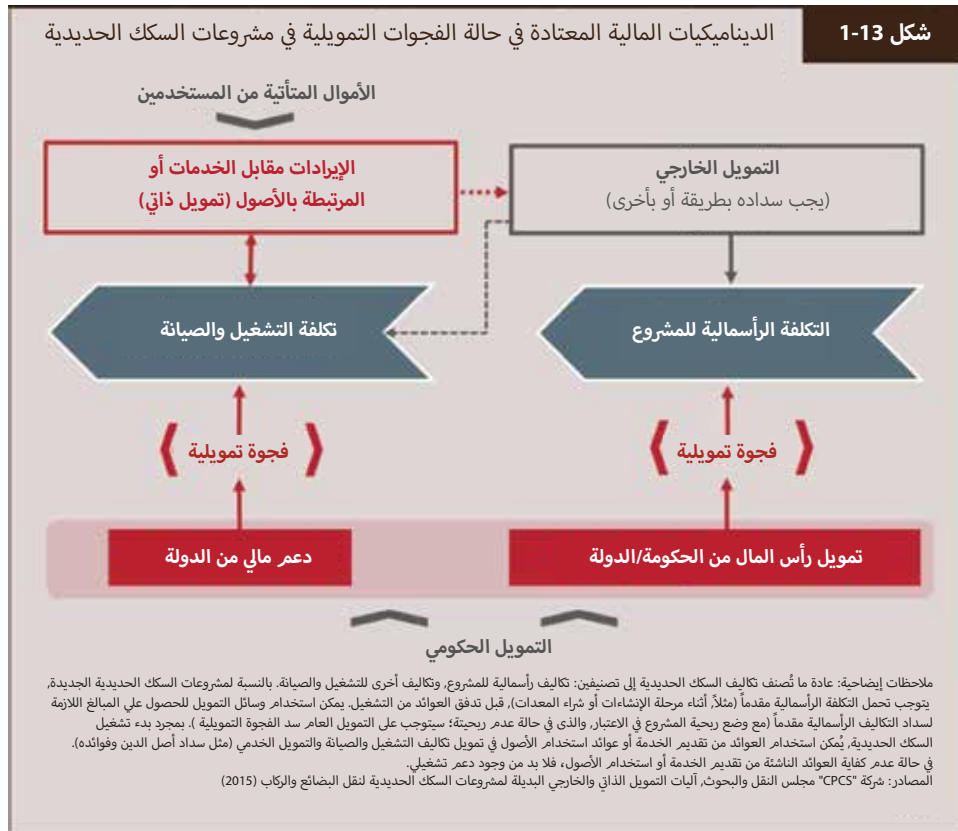 شكل 13-1
الديناميكيات المالية المعتادة في حالة الفجوات التمويلية في مشروعات السكك الحديدية
الأموال المتأتية من المستخدمين
التمويل الخارجي
(يجب سداده بطريقة أو بأخرى)
الإيرادات مقابل الخدمات أو
المرتبطة بالأصول (تمويل ذاتي)
التكلفة الرأسمالية للمشروع
تكلفة التشغيل والصيانة
فجوة تمويلية
فجوة تمويلية
تمويل رأس المال من الحكومة/الدولة
دعم مالي من الدولة
التمويل الحكومي
ملاحظات إيضاحية: عادة ما تُصنف تكاليف السكك الحديدية إلى تصنيفين: تكاليف رأسمالية للمشروع, وتكاليف أخرى للتشغيل والصيانة. بالنسبة لمشروعات السكك الحديدية الجديدة,
يتوجب تحمل التكلفة الرأسمالية مقدماً (مثلاً, أثناء مرحلة الإنشاءات أو شراء المعدات), قبل تدفق العوائد من التشغيل. يمكن استخدام وسائل التمويل للحصول علي المبالغ اللازمة
لسداد التكاليف الرأسمالية مقدماً (مع وضع ربحية المشروع في الاعتبار, والذى في حالة عدم ربحيتة؛ سيتوجب على التمويل العام سد الفجوة التمويلية ). بمجرد بدء تشغيل
السكك الحديدية, يُمكن استخدام العوائد من تقديم الخدمة أو عوائد استخدام الأصول في تمويل تكاليف التشغيل والصيانة والتمويل الخدمي (مثل سداد أصل الدين وفوائده).
في حالة عدم كفاية العوائد الناشئة من تقديم الخدمة أو استخدام الأصول، فلا بد من وجود دعم تشغيلي.
المصادر: شركة "CPCS" مجلس النقل والبحوث, آليات التمويل الذاتي والخارجي البديلة لمشروعات السكك الحديدية لنقل البضائع والركاب (2015)